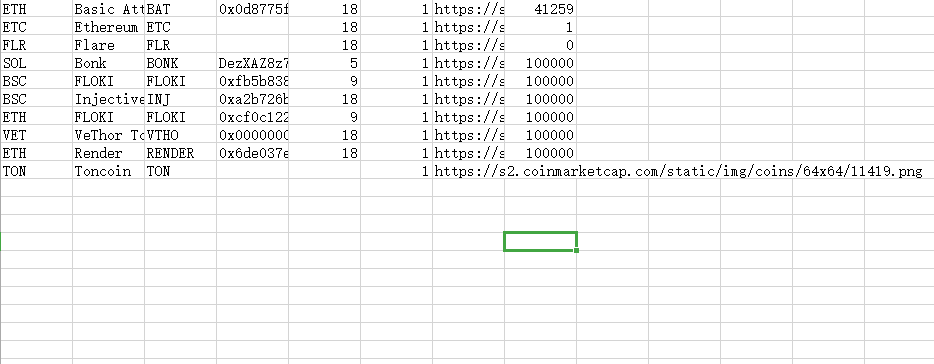 ETH Basic Att BAT 0x0d8775f 18 1 https://s 41259
ETC Ethereum ETC 18 1 https://s 1
FLR Flare FLR 18 1 https://s 0
SOL Bonk BONK DezXAZ8z7 5 1 https://s 100000
BSC FLOKI FLOKI 0xfb5b838 9 1 https://s 100000
BSC Injective INJ 0xa2b726b 18 1 https://s 100000
ETH FLOKI FLOKI 0xcf0c122 9 1 https://s 100000
VET VeThor To VTHO 0x0000000 18 1 https://s 100000
ETH Render RENDER 0x6de037e 18 1 https://s 100000
TON Toncoin TON 1 https://s2.coinmarketcap.com/static/img/coins/64x64/11419.png